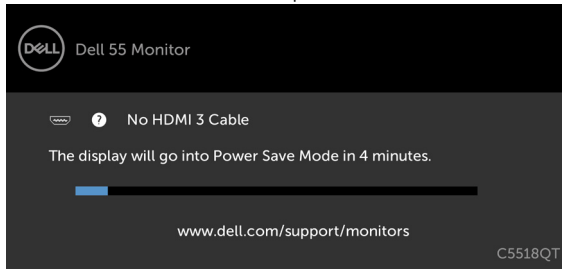 DELL
Dell 55 Monitor
? No HDMI 3 Cable
The display will go into Power Save Mode in 4 minutes.
www.dell.com/support/monitors
C5518QT